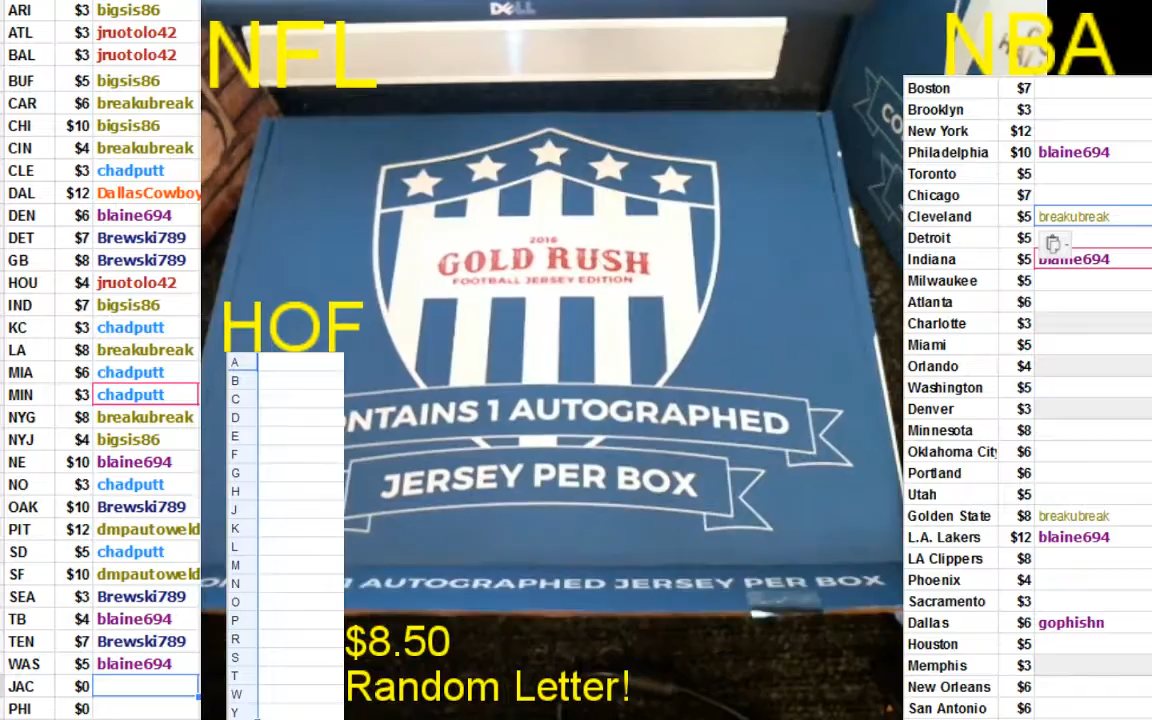 ARI $3 bigsis86
ATL $3 jruotolo42
BAL $3 jruotolo42
BUF $5 bigsis86
CAR $6 breakubreak
CHI $10 bigsis86
CIN $4 breakubreak
CLE $3 chadputt
DAL $12 DallasCowboy
DEN $6 blaine694
DET $7 Brewski789
GB $8 Brewski789
HOU $4 jruotolo42
IND $7 bigsis86
KC $3 chadputt
LA $8 breakubreak
MIA $6 chadputt
MIN $3 chadputt
NYG $8 breakubreak
NYJ $4 bigsis86
NE $10 blaine694
NO $3 chadputt
OAK $10 Brewski789
PIT $12 dmpautoweld
SD $5 chadputt
SF $10 dmpautoweld
SEA $3 Brewski789
TB $4 blaine694
TEN $7 Brewski789
WAS $5 blaine694
JAC $0
PHI $0
NFL
DELL
2016
GOLD RUSH
FOOTBALL JERSEY EDITION
ONTAINS 1 AUTOGRAPHED
JERSEY PER BOX
1 AUTOGRAPHED JERSEY PER BOX
HOF
A
B
C
D
E
F
G
H
J
K
L
M
N
O
P
R
S
T
W
Y
$8.50
Random Letter!
NBA
Boston $7
Brooklyn $3
New York $12
Philadelphia $10 blaine694
Toronto $5
Chicago $7
Cleveland $5 breakubreak
Detroit $5
Indiana $5 blaine694
Milwaukee $5
Atlanta $6
Charlotte $3
Miami $5
Orlando $4
Washington $5
Denver $3
Minnesota $8
Oklahoma City $6
Portland $6
Utah $5
Golden State $8 breakubreak
L.A. Lakers $12 blaine694
LA Clippers $8
Phoenix $4
Sacramento $3
Dallas $6 gophishn
Houston $5
Memphis $3
New Orleans $6
San Antonio $6